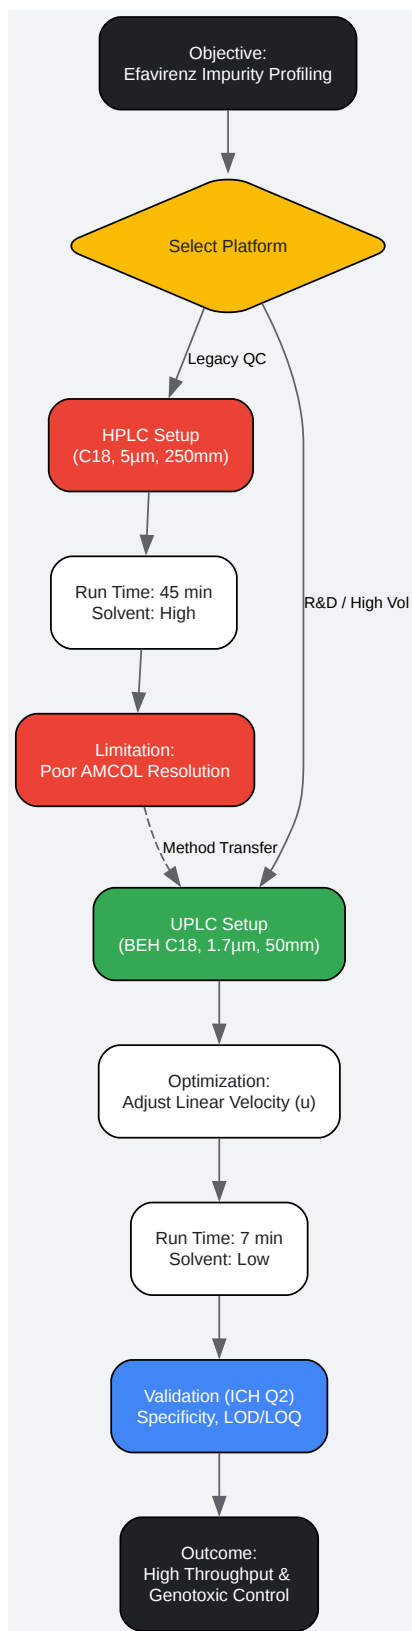 Objective:
Efavirenz Impurity Profiling
Select Platform
Legacy QC
HPLC Setup
(C18, 5µm, 250mm)
Run Time: 45 min
Solvent: High
R&D / High Vol
Limitation:
Poor AMCOL Resolution
Method Transfer
UPLC Setup
(BEH C18, 1.7µm, 50mm)
Optimization:
Adjust Linear Velocity (u)
Run Time: 7 min
Solvent: Low
Validation (ICH Q2)
Specificity, LOD/LOQ
Outcome:
High Throughput &
Genotoxic Control